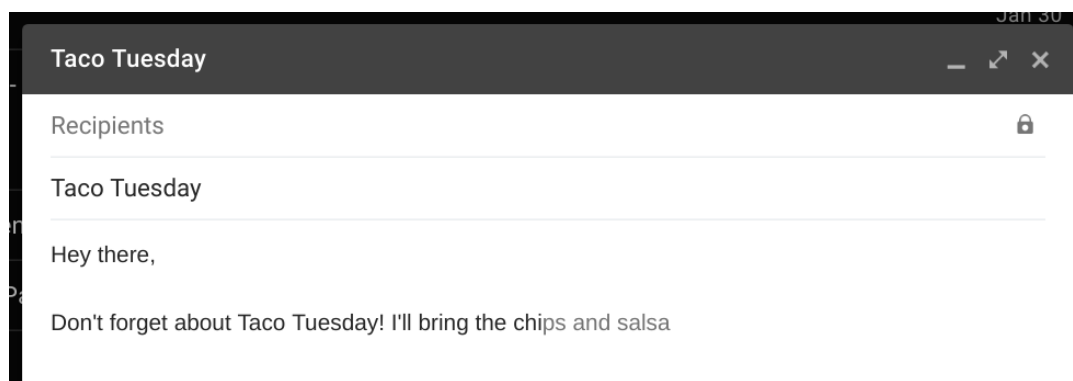 Jan 30
Taco Tuesday
Recipients
Taco Tuesday
Hey there,
Don't forget about Taco Tuesday! I'll bring the chips and salsa